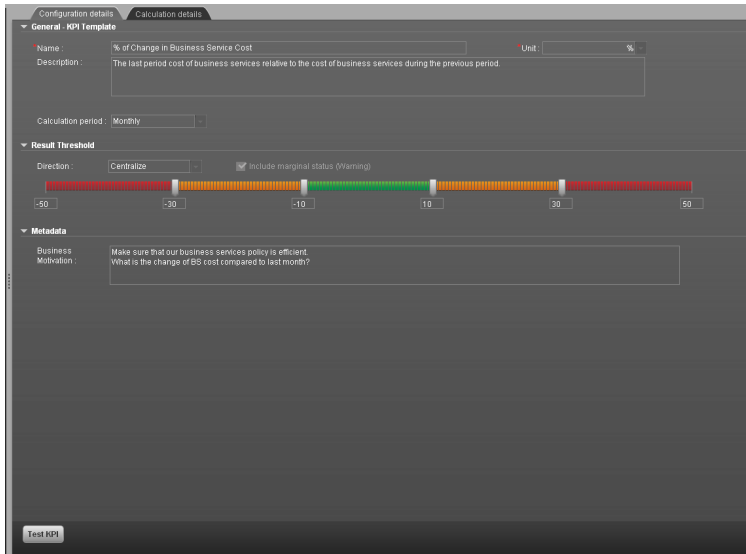 Configuration details Calculation details
General - KPI Template
*Name : % of Change in Business Service Cost *Unit : %
Description : The last period cost of business services relative to the cost of business services during the previous period.
Calculation period : Monthly
Result Threshold
Direction : Centralize Include marginal status (Warning)
-50 -30 -10 10 30 50
Metadata
Business Motivation : Make sure that our business services policy is efficient.
What is the change of BS cost compared to last month?
Test KPI